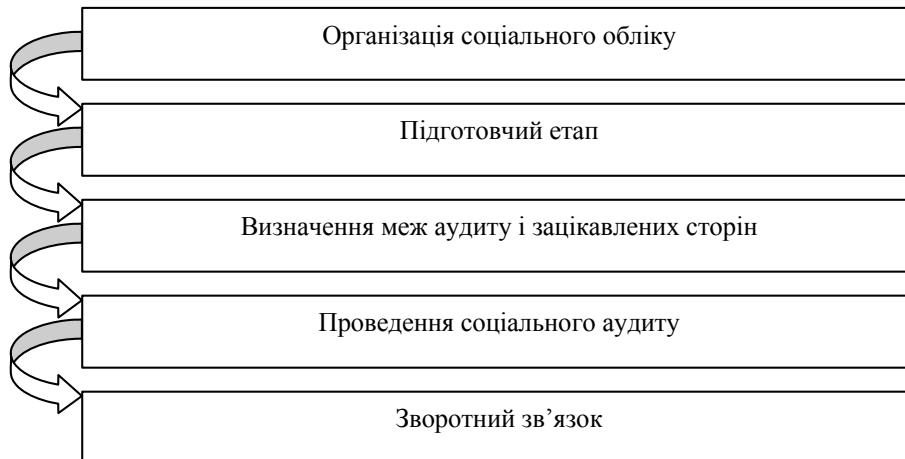 Організація соціального обліку
Підготовчий етап
Визначення меж аудиту і зацікавлених сторін
Проведення соціального аудиту
Зворотний зв’язок